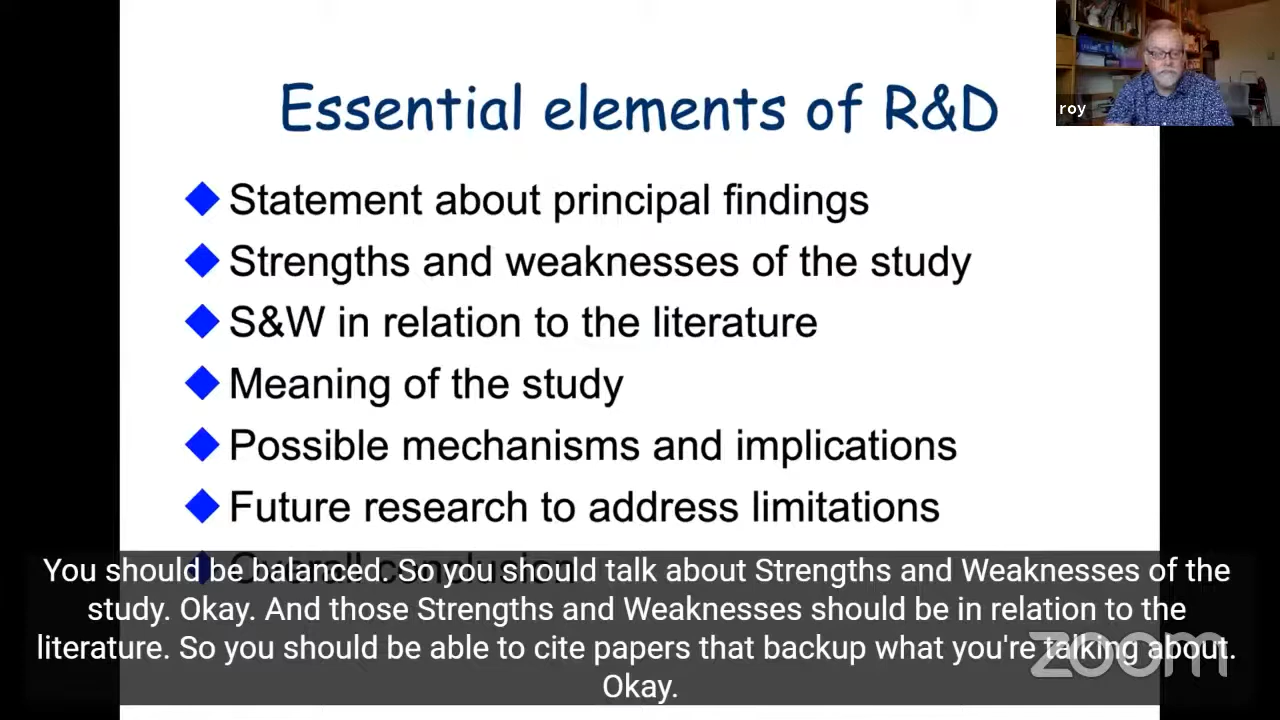 Essential elements of R&D
roy
Statement about principal findings
Strengths and weaknesses of the study
S&W in relation to the literature
Meaning of the study
Possible mechanisms and implications
Future research to address limitations
Overall conclusion
You should be balanced. So you should talk about Strengths and Weaknesses of the
study. Okay. And those Strengths and Weaknesses should be in relation to the
literature. So you should be able to cite papers that backup what you're talking about.
Okay.
zoom